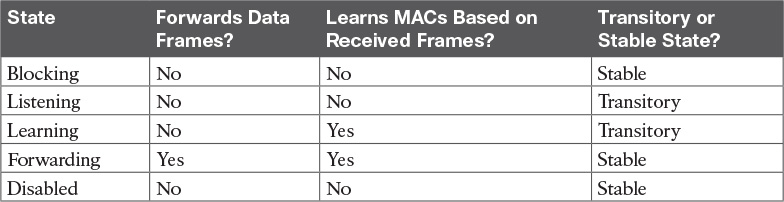 State Forwards Data Frames? Learns MACs Based on Received Frames? Transitory or Stable State?
Blocking No No Stable
Listening No No Transitory
Learning No Yes Transitory
Forwarding Yes Yes Stable
Disabled No No Stable